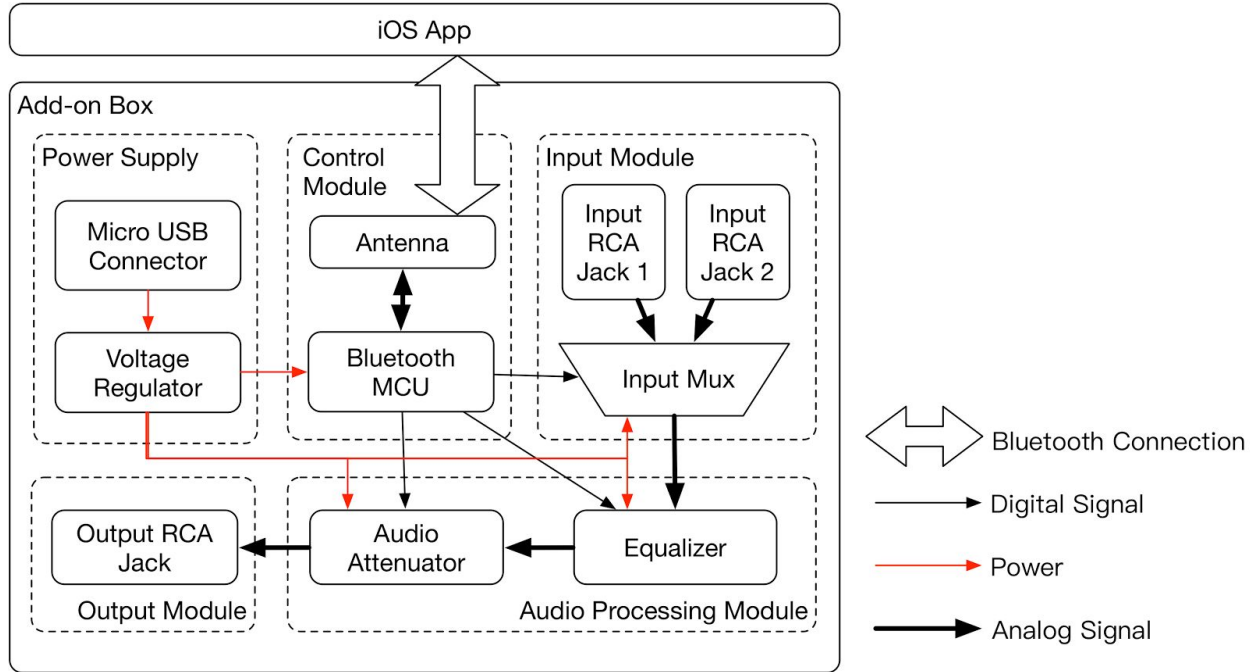 iOS App
Add-on Box
Power Supply
Micro USB
Connector
Voltage
Regulator
Control
Module
Antenna
Bluetooth
MCU
Input Module
Input
RCA
Jack 1
Input
RCA
Jack 2
Input Mux
Output RCA
Jack
Output Module
Audio
Attenuator
Equalizer
Audio Processing Module
Bluetooth Connection
Digital Signal
Power
Analog Signal